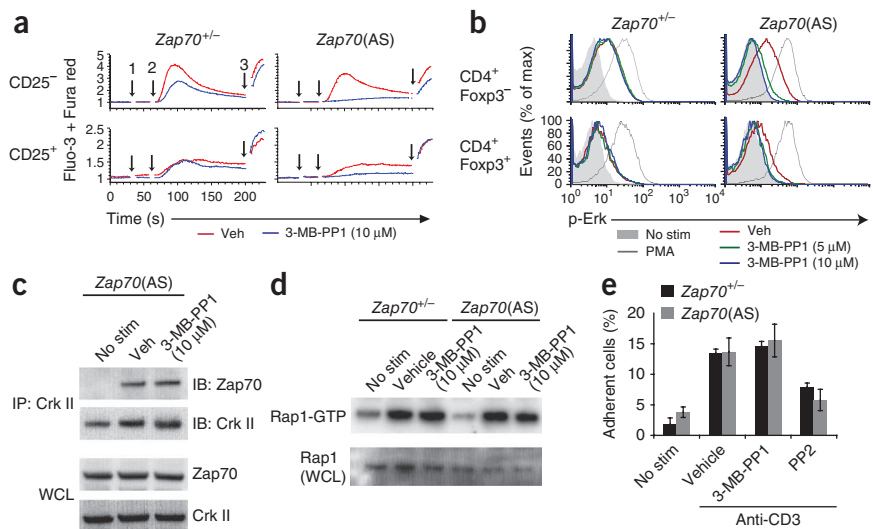 a
Zap70+/–
Zap70(AS)
CD25–
CD25+
Fluo-3 + Fura red
5
4
3
2
1
2.5
2
1.5
1
1 2 3
0 50 100 150 200
Time (s)
Veh
3-MB-PP1 (10 µM)
b
Zap70+/–
Zap70(AS)
CD4+
Foxp3–
CD4+
Foxp3+
Events (% of max)
100
80
60
40
20
0
10⁰ 10¹ 10² 10³ 10⁴
10⁰ 10¹ 10² 10³ 10⁴
p-Erk
No stim
PMA
Veh
3-MB-PP1 (5 µM)
3-MB-PP1 (10 µM)
c
Zap70(AS)
No stim
Veh
3-MB-PP1
(10 µM)
IP: Crk II
IB: Zap70
IB: Crk II
WCL
Zap70
Crk II
d
Zap70+/–
Zap70(AS)
No stim
Vehicle
3-MB-PP1
(10 µM)
No stim
Veh
3-MB-PP1
(10 µM)
Rap1-GTP
Rap1
(WCL)
e
Zap70+/–
Zap70(AS)
Adherent cells (%)
20
15
10
5
0
No stim
Vehicle
3-MB-PP1
PP2
Anti-CD3